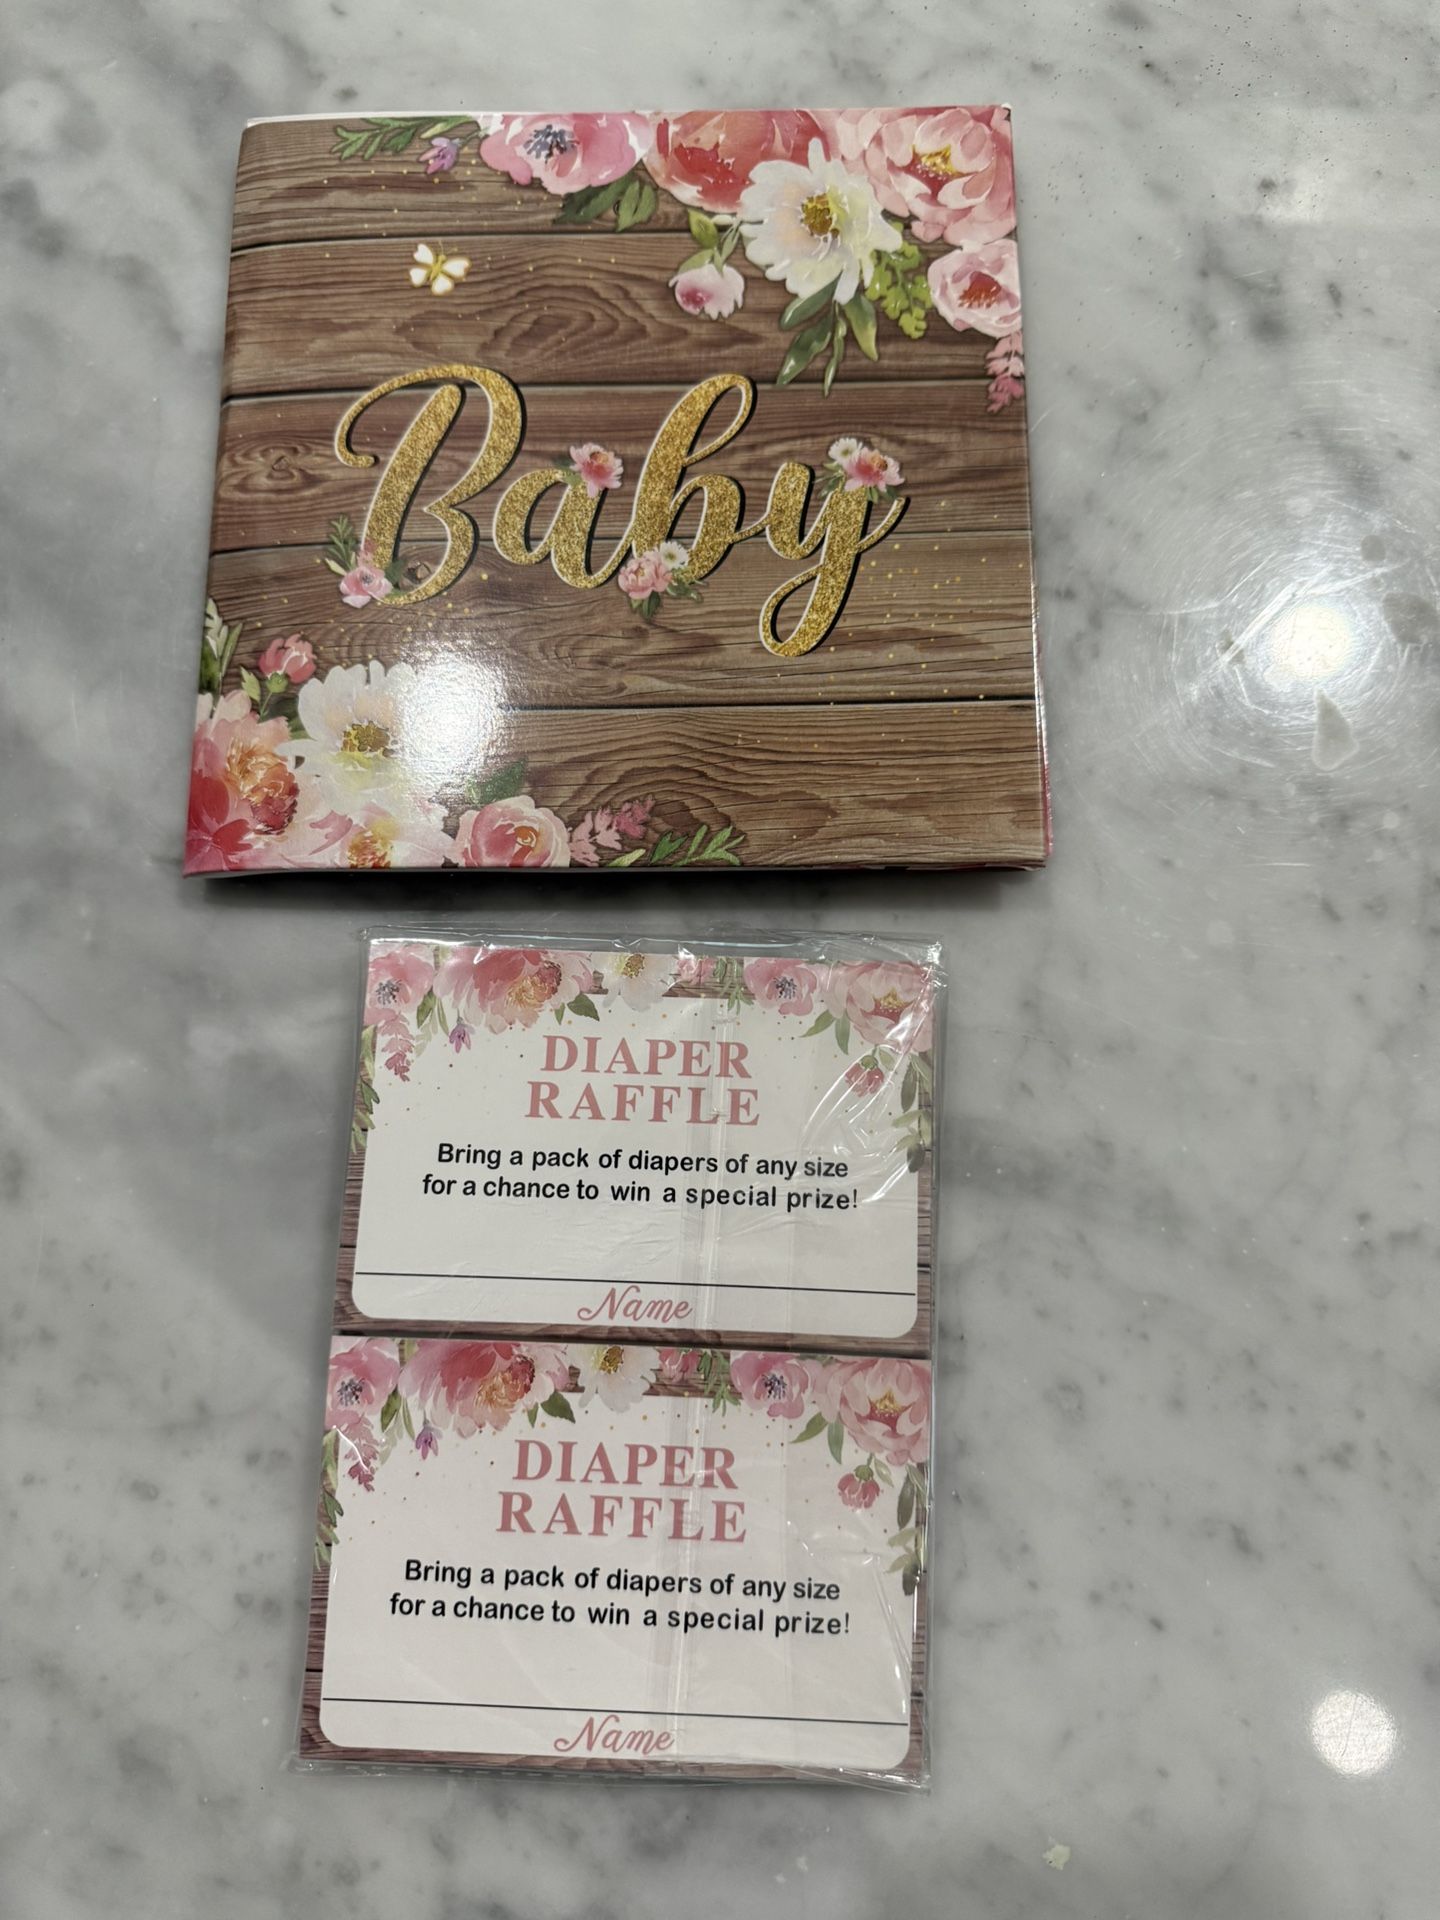 Baby
DIAPER
RAFFLE
Bring a pack of diapers of any size
for a chance to win a special prize!
Name
DIAPER
RAFFLE
Bring a pack of diapers of any size
for a chance to win a special prize!
Name